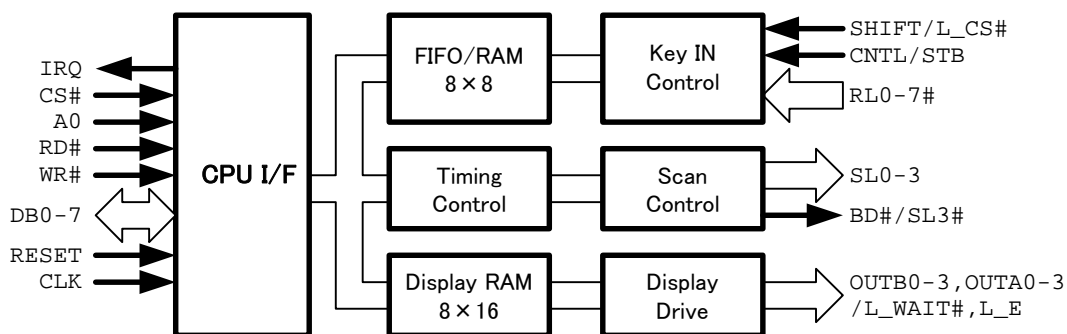 IRQ
CS#
A0
RD#
WR#
DB0-7
RESET
CLK
CPU I/F
FIFO/RAM
8×8
Key IN
Control
Timing
Control
Scan
Control
Display RAM
8×16
Display
Drive
SHIFT/L_CS#
CNTL/STB
RL0-7#
SL0-3
BD#/SL3#
OUTB0-3,OUTA0-3
/L_WAIT#,L_E